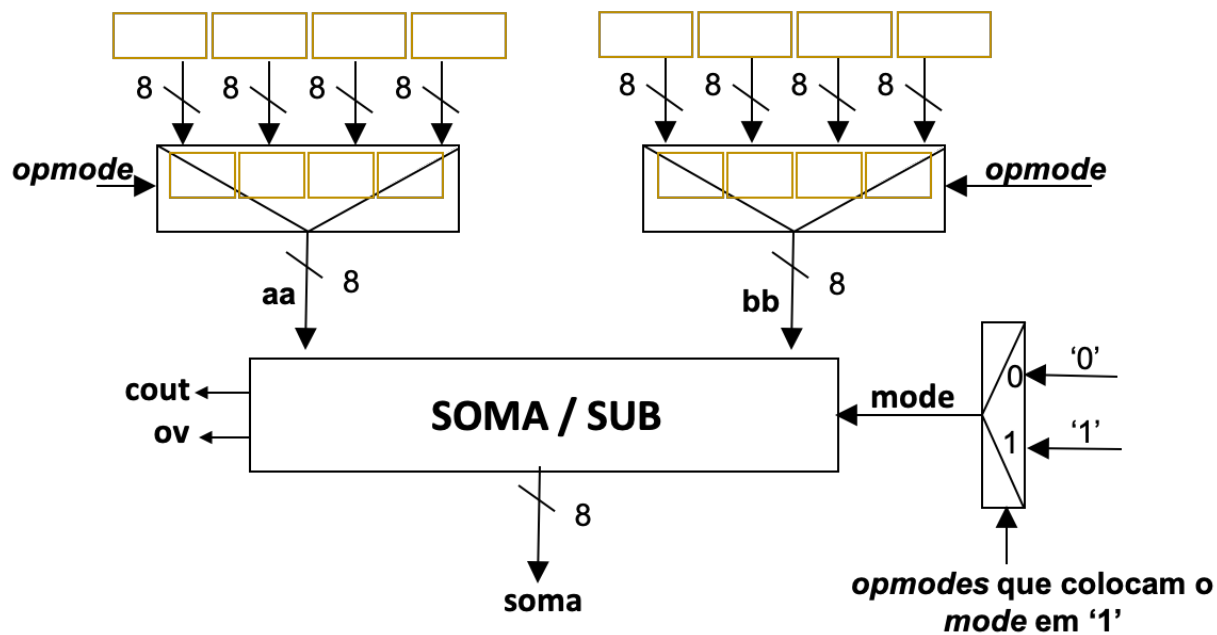 8 8 8 8
8 8 8 8
opmode
opmode
8
aa
8
bb
cout
ov
SOMA / SUB
mode
0
1
‘0’
‘1’
8
soma
opmodes que colocam o
mode em ‘1’